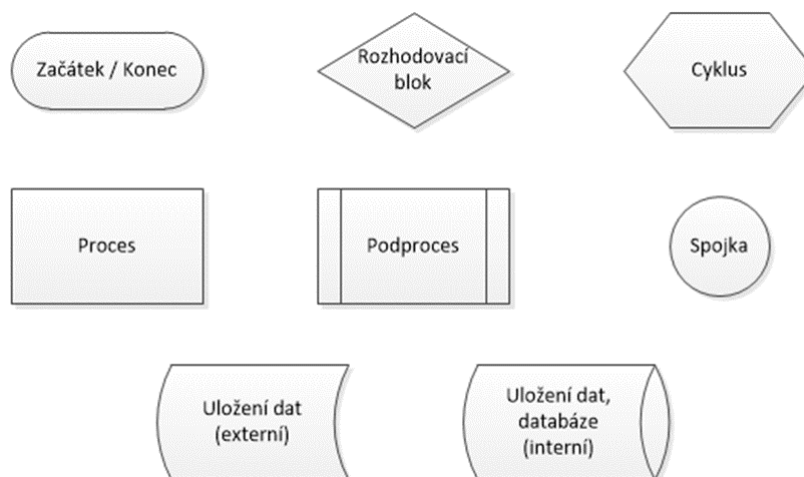 Začátek / Konec
Rozhodovací
blok
Cyklus
Proces
Podproces
Spojka
Uložení dat
(externí)
Uložení dat,
databáze
(interní)